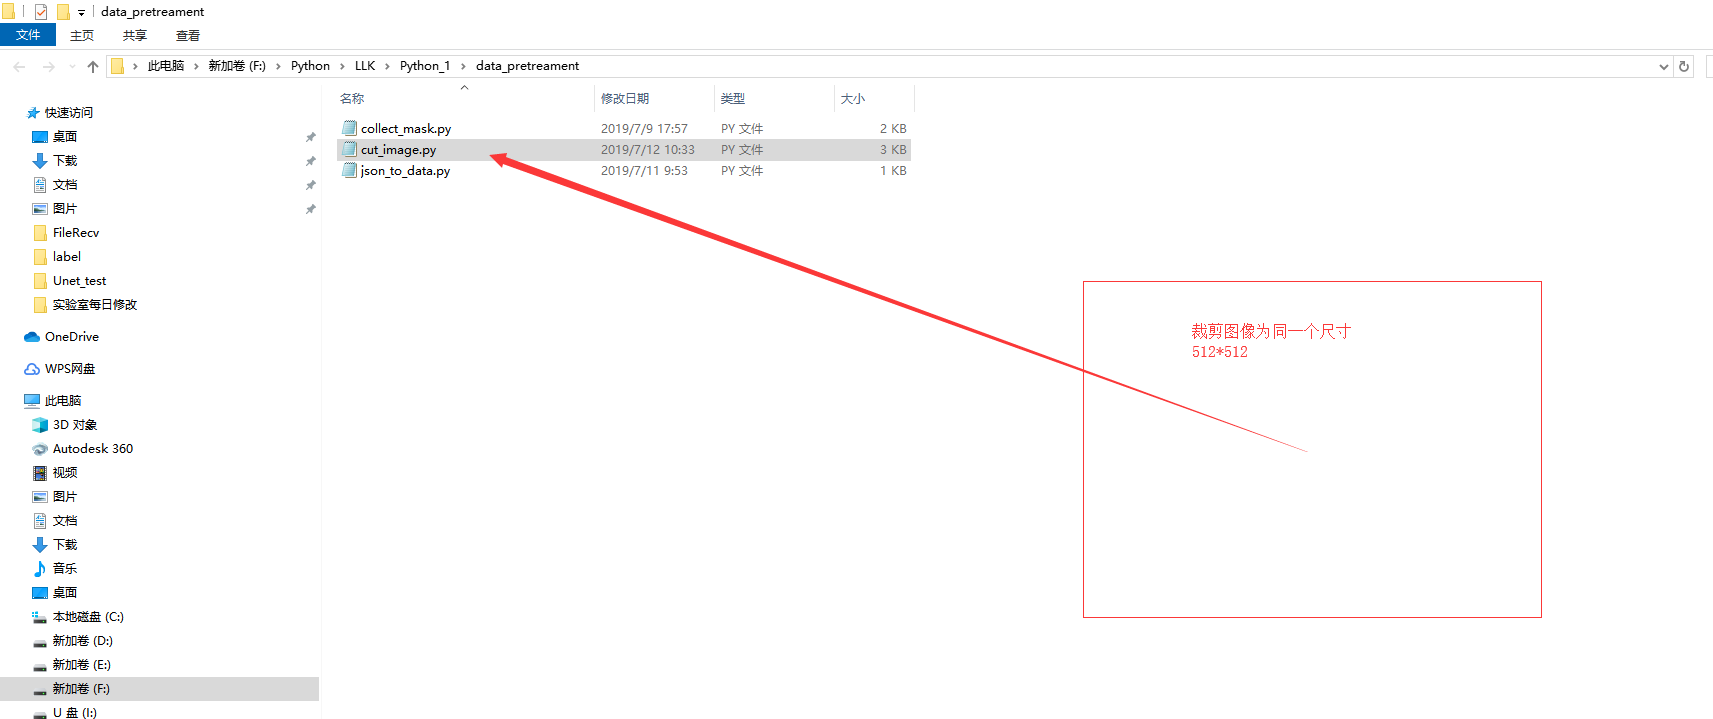 data_pretreament
文件 主页 共享 查看
此电脑 新加卷 (F:) Python LLK Python_1 data_pretreament
名称 修改日期 类型 大小
collect_mask.py 2019/7/9 17:57 PY 文件 2 KB
cut_image.py 2019/7/12 10:33 PY 文件 3 KB
json_to_data.py 2019/7/11 9:53 PY 文件 1 KB
快速访问
桌面
下载
文档
图片
FileRecv
label
Unet_test
实验室每日修改
OneDrive
WPS网盘
此电脑
3D 对象
Autodesk 360
视频
图片
文档
下载
音乐
桌面
本地磁盘 (C:)
新加卷 (D:)
新加卷 (E:)
新加卷 (F:)
U 盘 (I:)
裁剪图像为同一个尺寸
512*512